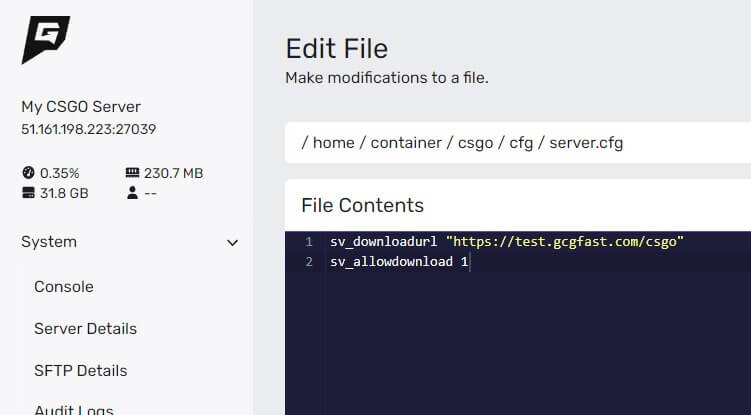 G
My CSGO Server
51.161.198.223:27039
0.35% 230.7 MB
31.8 GB --
System
Console
Server Details
SFTP Details
Audit Logs
Edit File
Make modifications to a file.
/ home / container / csgo / cfg / server.cfg
File Contents
1 sv_downloadurl "https://test.gcgfast.com/csgo"
2 sv_allowdownload 1